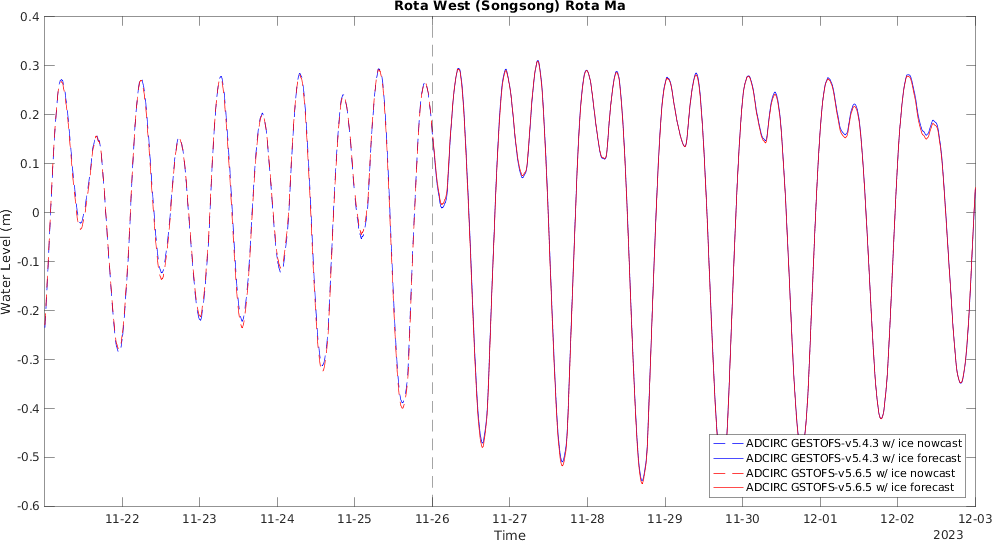 Rota West (Songsong) Rota Ma
0.4
0.3
0.2
0.1
0
-0.1
-0.2
-0.3
-0.4
-0.5
-0.6
Water Level (m)
ADCIRC GESTOFS-v5.4.3 w/ ice nowcast
ADCIRC GESTOFS-v5.4.3 w/ ice forecast
ADCIRC GSTOFS-v5.6.5 w/ ice nowcast
ADCIRC GSTOFS-v5.6.5 w/ ice forecast
11-22 11-23 11-24 11-25 11-26 11-27 11-28 11-29 11-30 12-01 12-02 12-03
Time
2023